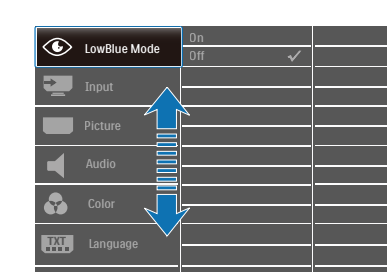 LowBlue Mode
On
Off
Input
Picture
Audio
Color
TXT
Language